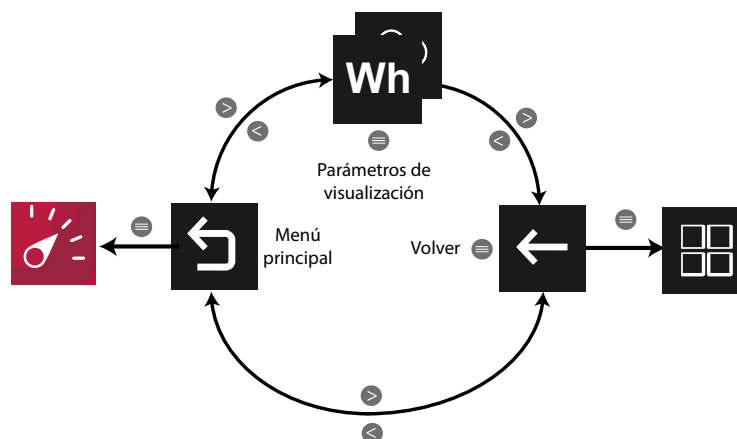 Wh
Parámetros de
visualización
Menú
principal
Volver